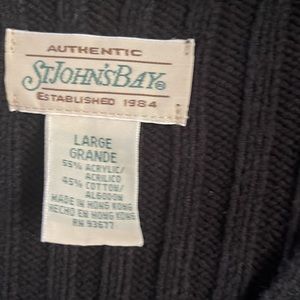 AUTHENTIC
ST JOHN'S BAY®
ESTABLISHED 1984
LARGE
GRANDE
55% ACRYLIC/
ACRILICO
45% COTTON/
ALGODON
MADE IN HONG KONG
HECHO EN HONG KONG
RN 93677